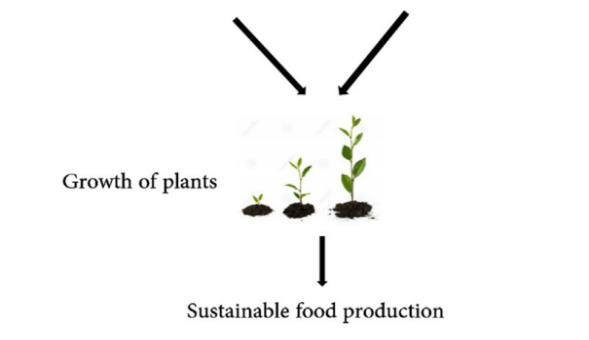 Growth of plants
Sustainable food production